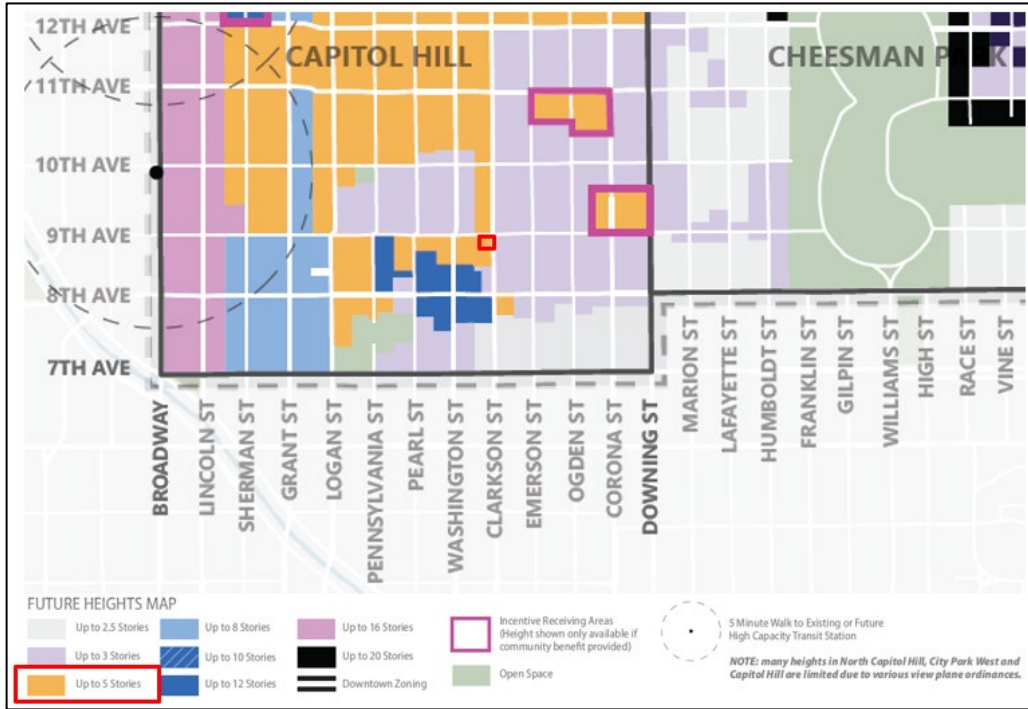 12TH AVE
CAPITOL HILL
CHEESMAN PARK
11TH AVE
10TH AVE
9TH AVE
8TH AVE
7TH AVE
BROADWAY
LINCOLN ST
SHERMAN ST
GRANT ST
LOGAN ST
PENNSYLVANIA ST
PEARL ST
WASHINGTON ST
CLARKSON ST
EMERSON ST
OGDEN ST
CORONA ST
DOWNING ST
MARION ST
LAFAYETTE ST
HUMBOLDT ST
FRANKLIN ST
GILPIN ST
WILLIAMS ST
HIGH ST
RACE ST
VINE ST
FUTURE HEIGHTS MAP
Up to 2.5 Stories
Up to 3 Stories
Up to 5 Stories
Up to 8 Stories
Up to 10 Stories
Up to 12 Stories
Up to 16 Stories
Up to 20 Stories
Downtown Zoning
Incentive Receiving Areas
(Height shown only available if
community benefit provided)
Open Space
5 Minute Walk to Existing or Future
High Capacity Transit Station
NOTE: many heights in North Capitol Hill, City Park West and
Capitol Hill are limited due to various view plane ordinances.